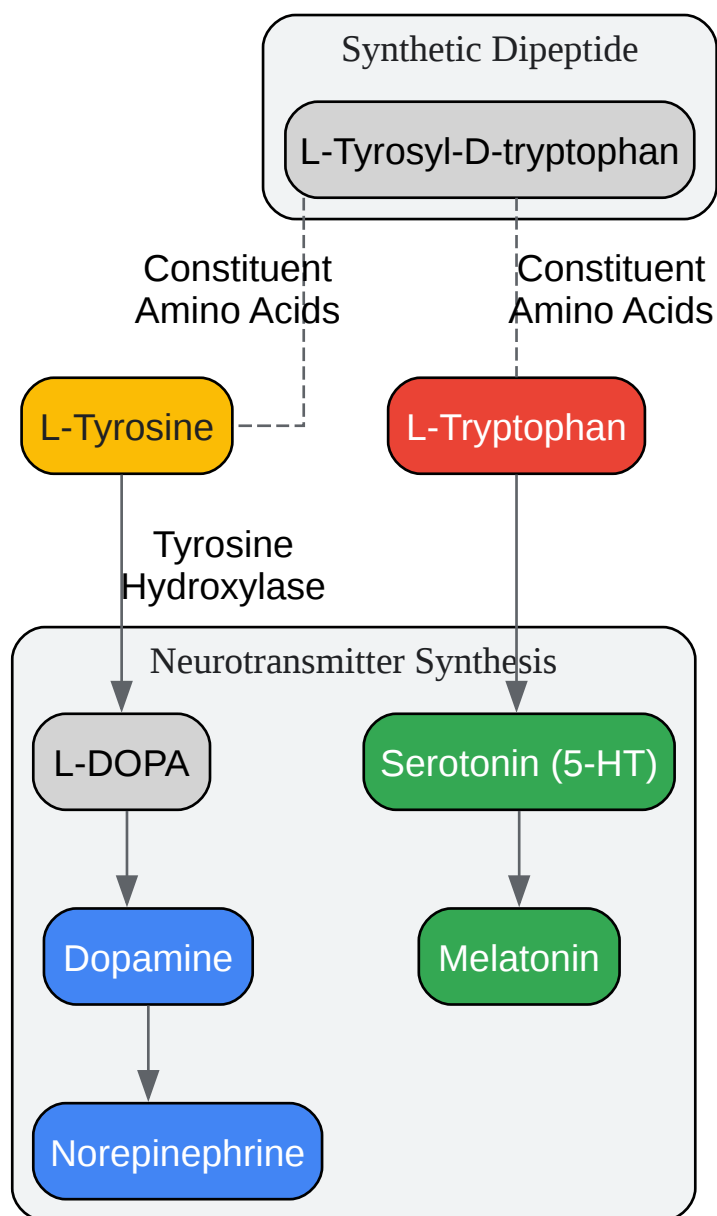 Synthetic Dipeptide
L-Tyrosyl-D-tryptophan
Constituent
Amino Acids
Constituent
Amino Acids
L-Tyrosine
L-Tryptophan
Tyrosine
Hydroxylase
Neurotransmitter Synthesis
L-DOPA
Serotonin (5-HT)
Dopamine
Melatonin
Norepinephrine